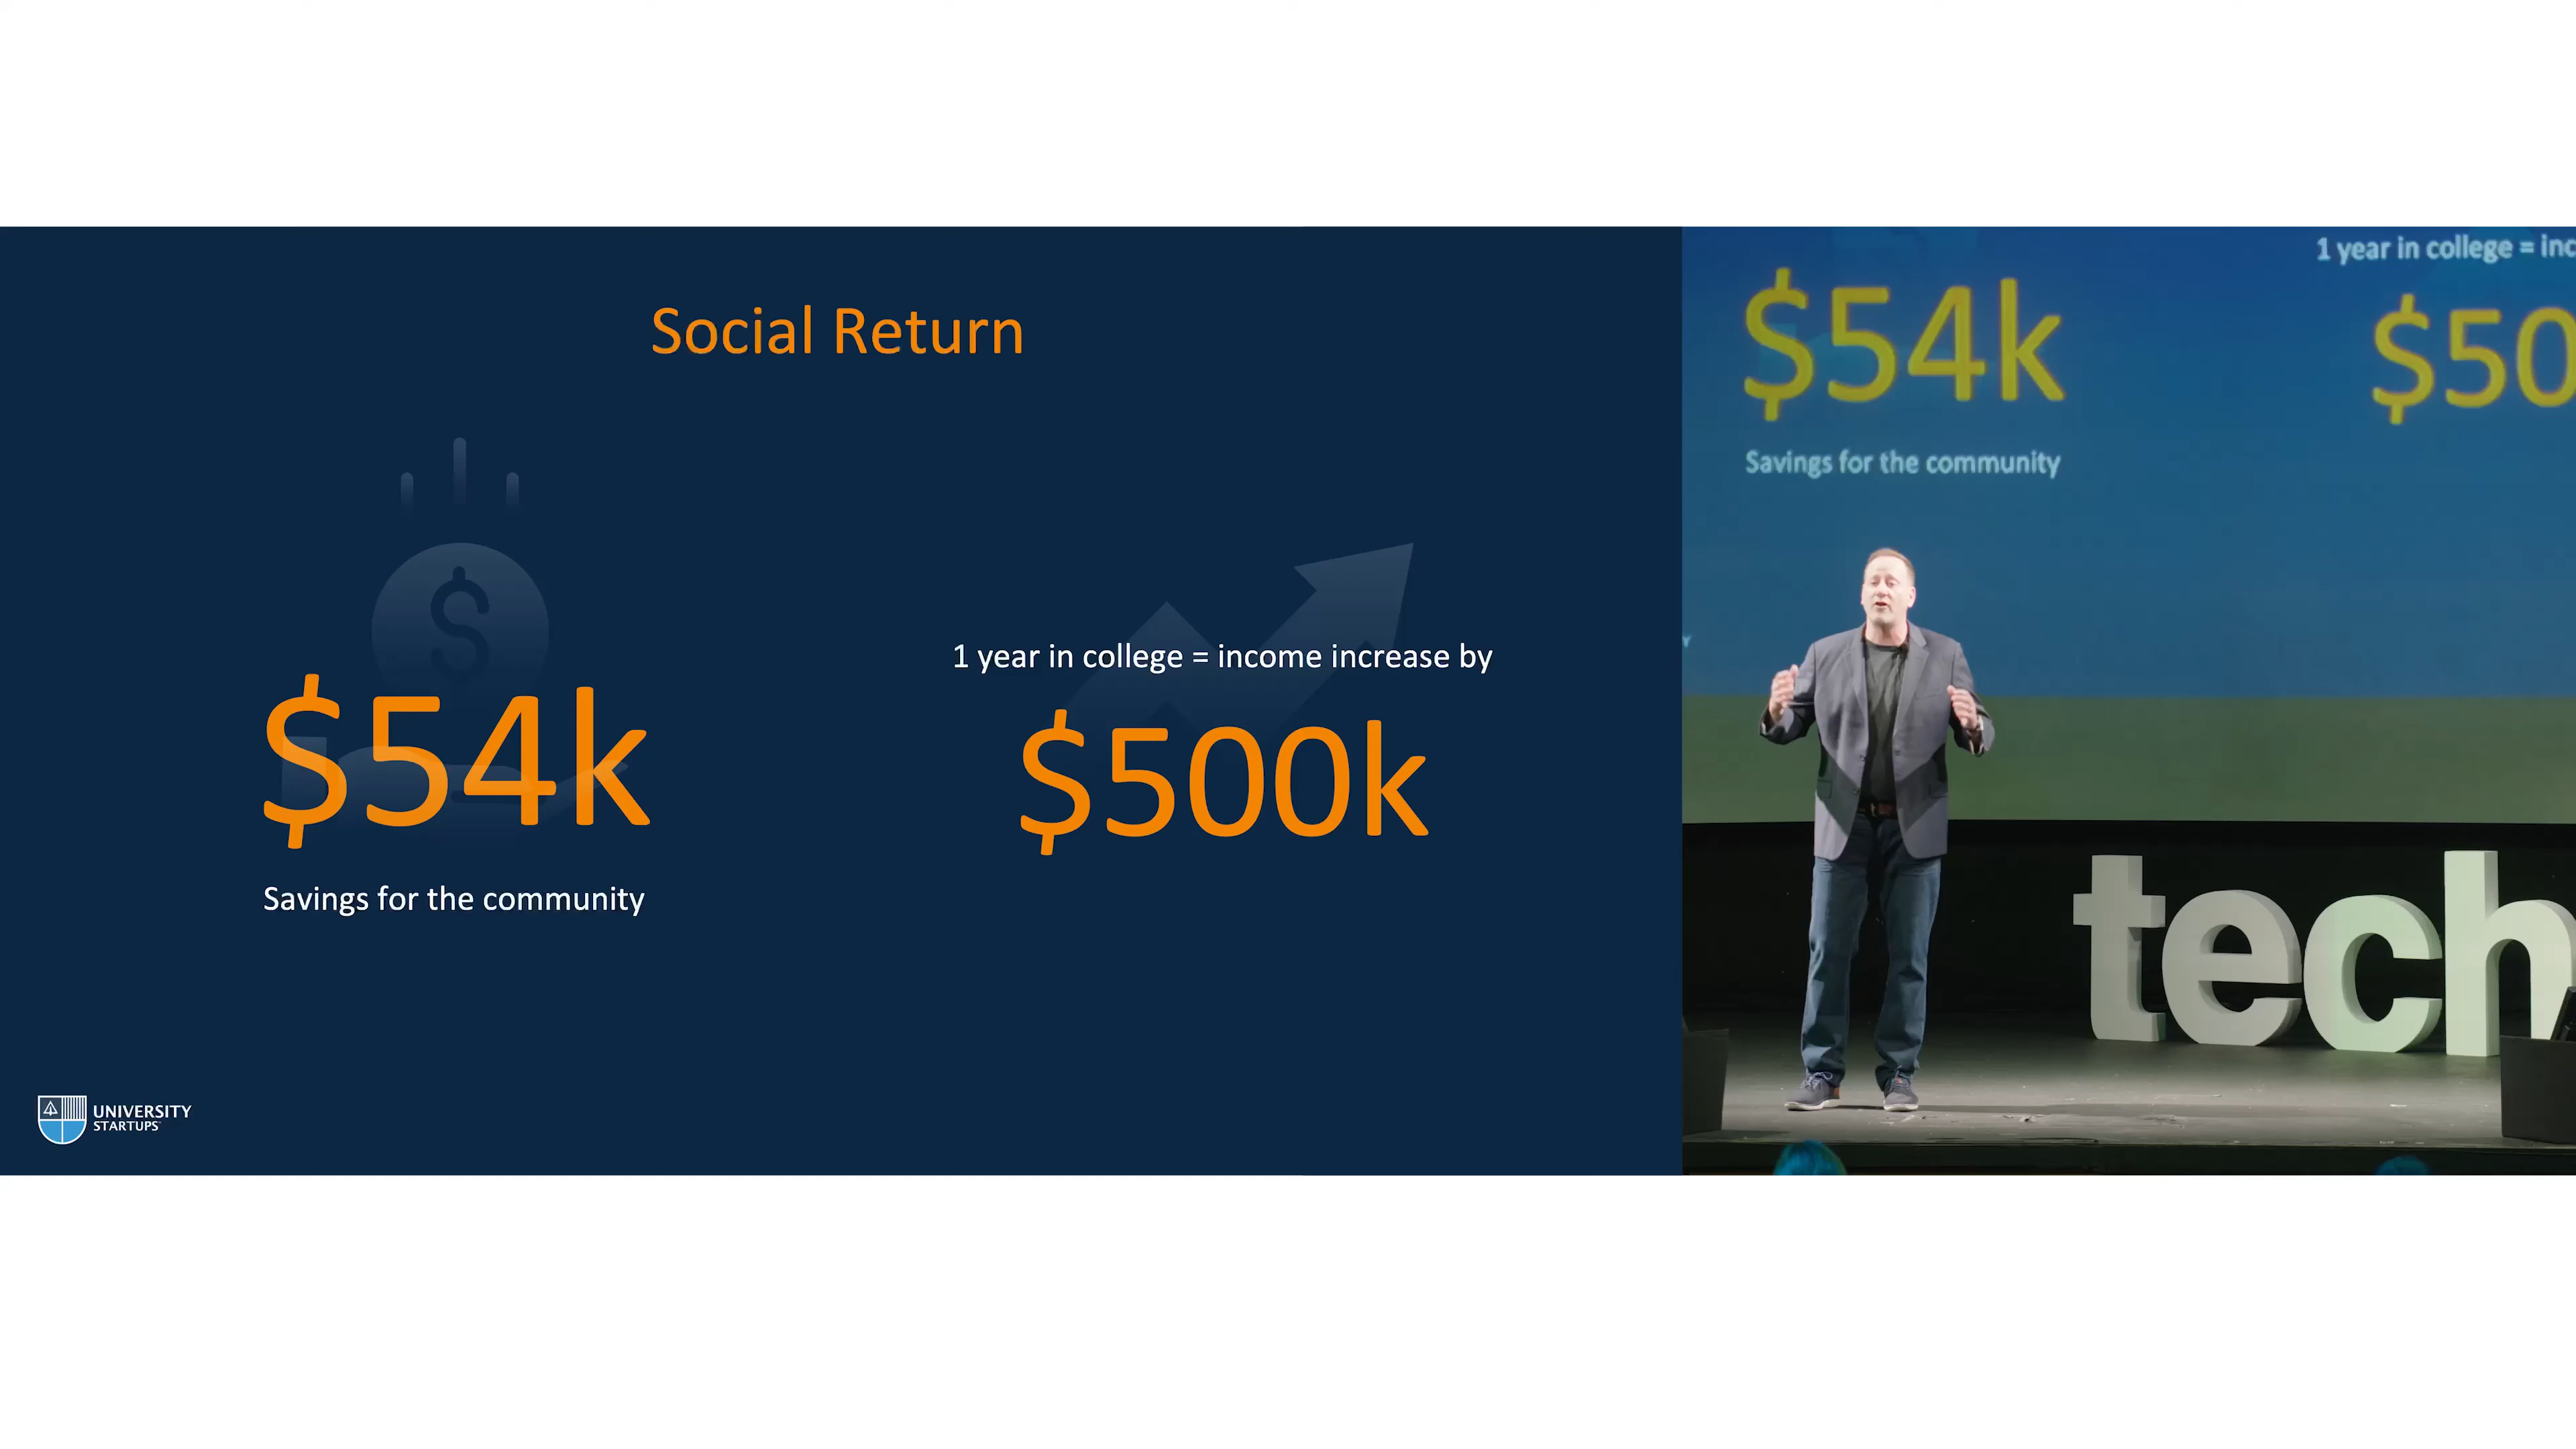 Social Return
$54k
Savings for the community
1 year in college = income increase by
$500k
UNIVERSITY
STARTUPS
1 year in college = inc
$54k
$50
Savings for the community
tech